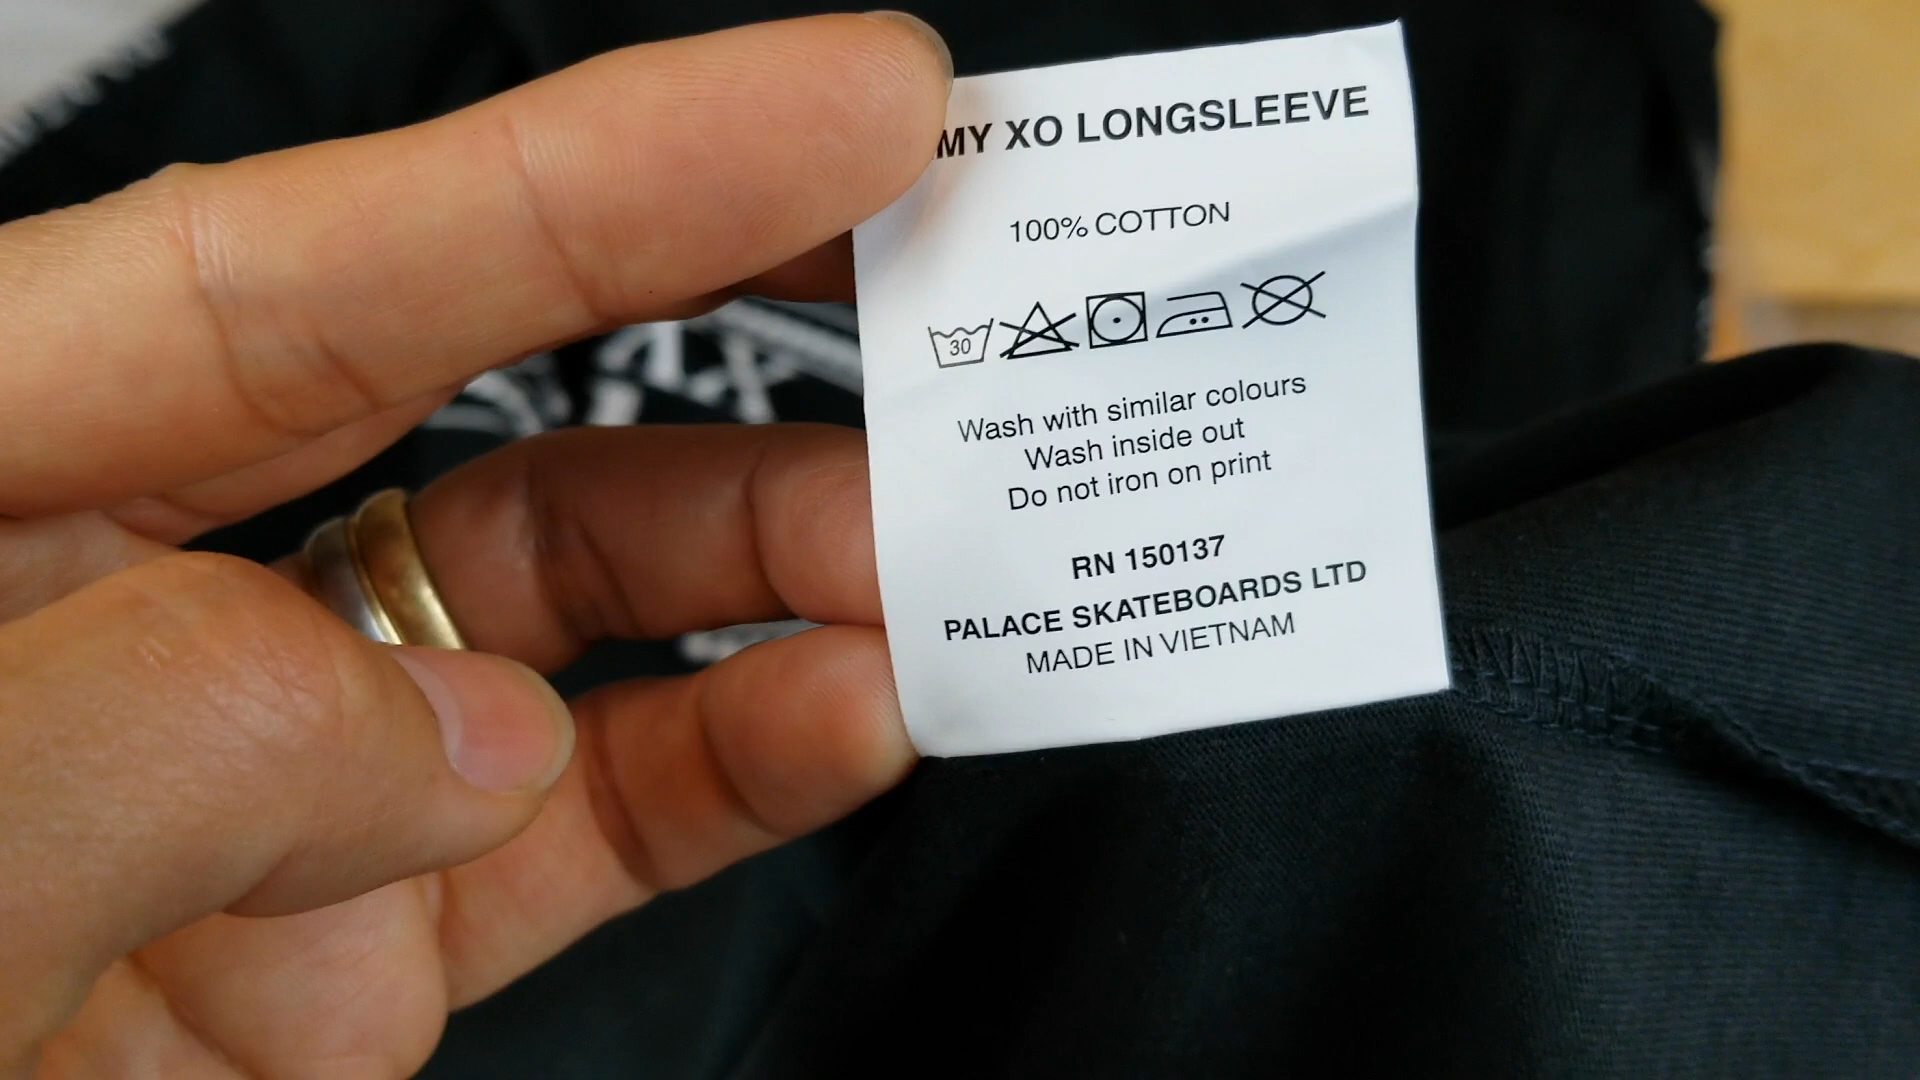 MY XO LONGSLEEVE
100% COTTON
30
Wash with similar colours
Wash inside out
Do not iron on print
RN 150137
PALACE SKATEBOARDS LTD
MADE IN VIETNAM